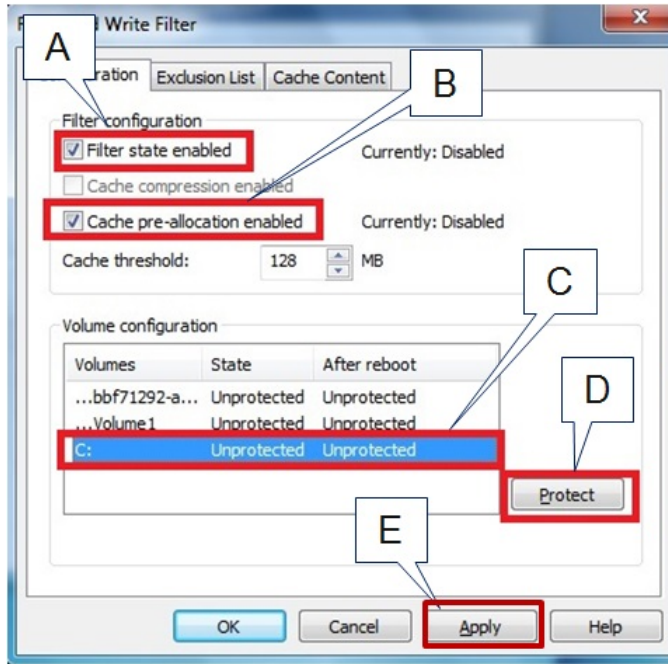 Write Filter
A
Exclusion List
Cache Content
B
Filter configuration
Filter state enabled
Currently: Disabled
Cache compression enabled
Cache pre-allocation enabled
Currently: Disabled
Cache threshold: 128 MB
C
Volume configuration
Volumes State After reboot
...bbf71292-a... Unprotected Unprotected
...Volume1 Unprotected Unprotected
C: Unprotected Unprotected
D
Protect
E
OK Cancel Apply Help